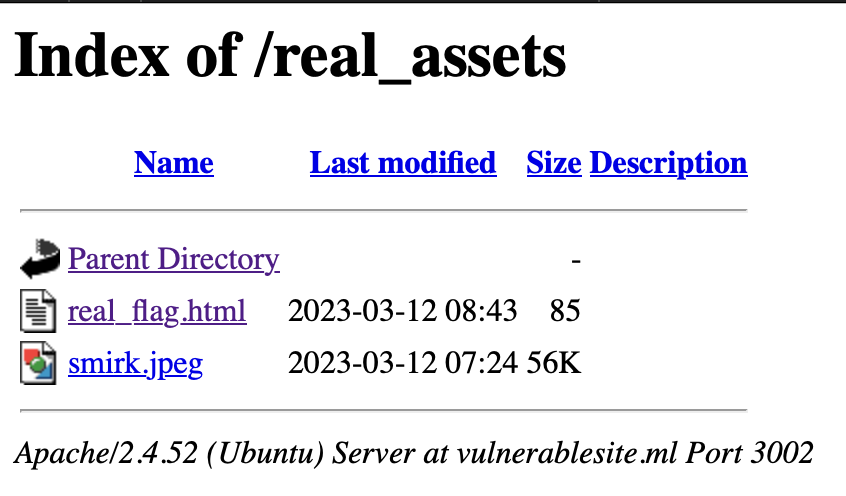 Index of /real_assets
Name Last modified Size Description
Parent Directory -
real_flag.html 2023-03-12 08:43 85
smirk.jpeg 2023-03-12 07:24 56K
Apache/2.4.52 (Ubuntu) Server at vulnerablesite.ml Port 3002